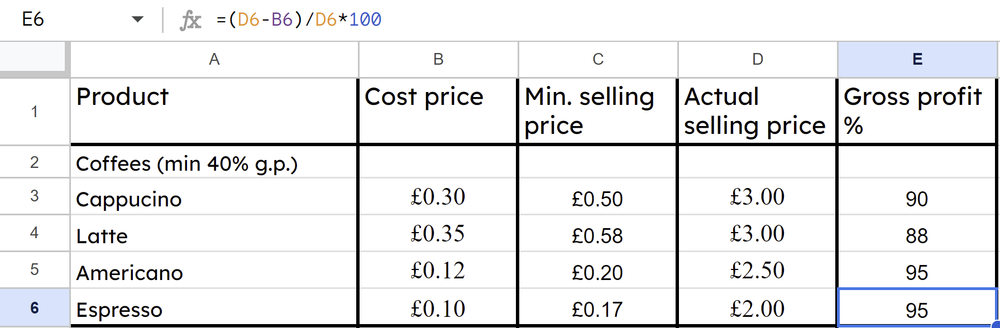 E6 fx =(D6-B6)/D6*100
A B C D E
1 Product Cost price Min. selling price Actual selling price Gross profit %
2 Coffees (min 40% g.p.)
3 Cappucino £0.30 £0.50 £3.00 90
4 Latte £0.35 £0.58 £3.00 88
5 Americano £0.12 £0.20 £2.50 95
6 Espresso £0.10 £0.17 £2.00 95